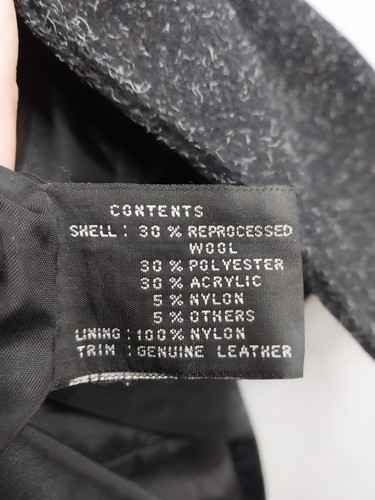 CONTENTS
SHELL: 30% REPROCESSED
WOOL
30% POLYESTER
30% ACRYLIC
5% NYLON
5% OTHERS
LINING: 100% NYLON
TRIM: GENUINE LEATHER